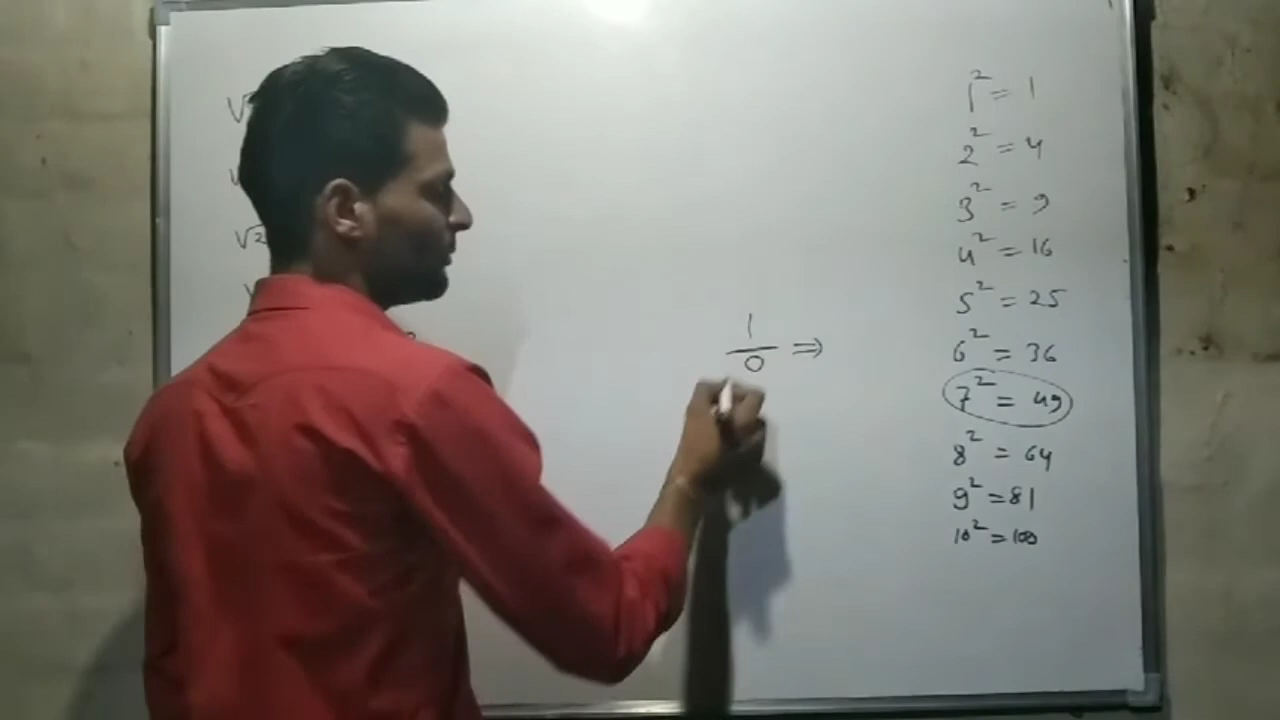 1² = 1
2² = 4
3² = 9
4² = 16
5² = 25
6² = 36
7² = 49
8² = 64
9² = 81
10² = 100
1/0 ⇒
√2